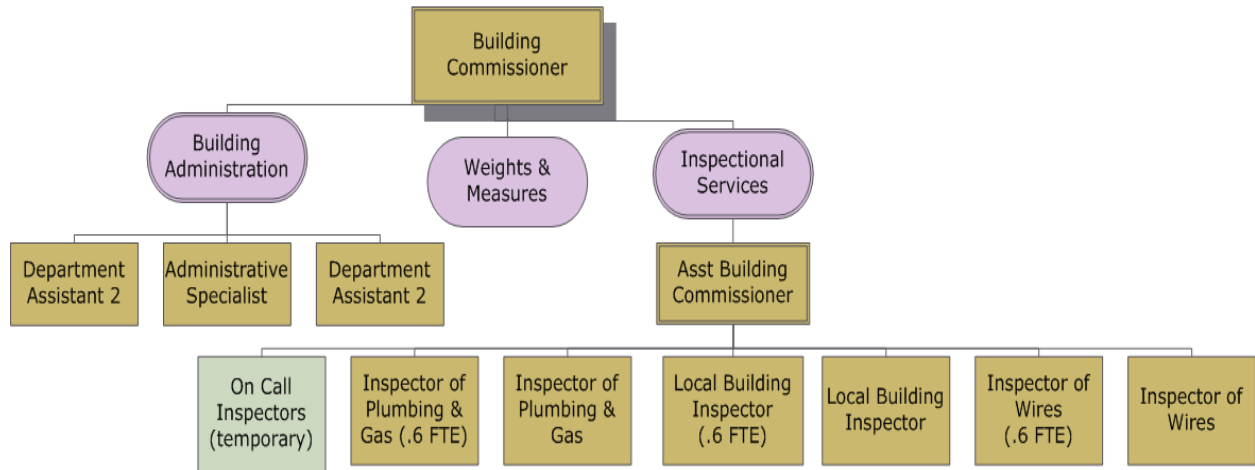 Building
Commissioner
Building
Administration
Weights &
Measures
Inspectional
Services
Department
Assistant 2
Administrative
Specialist
Department
Assistant 2
Asst Building
Commissioner
On Call
Inspectors
(temporary)
Inspector of
Plumbing &
Gas (.6 FTE)
Inspector of
Plumbing &
Gas
Local Building
Inspector
(.6 FTE)
Local Building
Inspector
Inspector of
Wires
(.6 FTE)
Inspector of
Wires